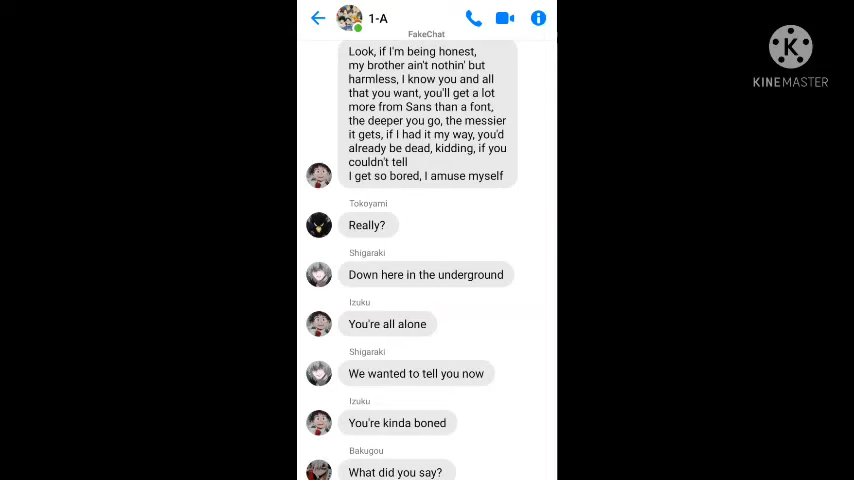 1-A
FakeChat
Look, if I'm being honest,
my brother ain't nothin' but
harmless, I know you and all
that you want, you'll get a lot
more from Sans than a font,
the deeper you go, the messier
it gets, if I had it my way, you'd
already be dead, kidding, if you
couldn't tell
I get so bored, I amuse myself
Tokoyami
Really?
Shigaraki
Down here in the underground
Izuku
You're all alone
Shigaraki
We wanted to tell you now
Izuku
You're kinda boned
Bakugou
What did you say?
K
KINEMASTER